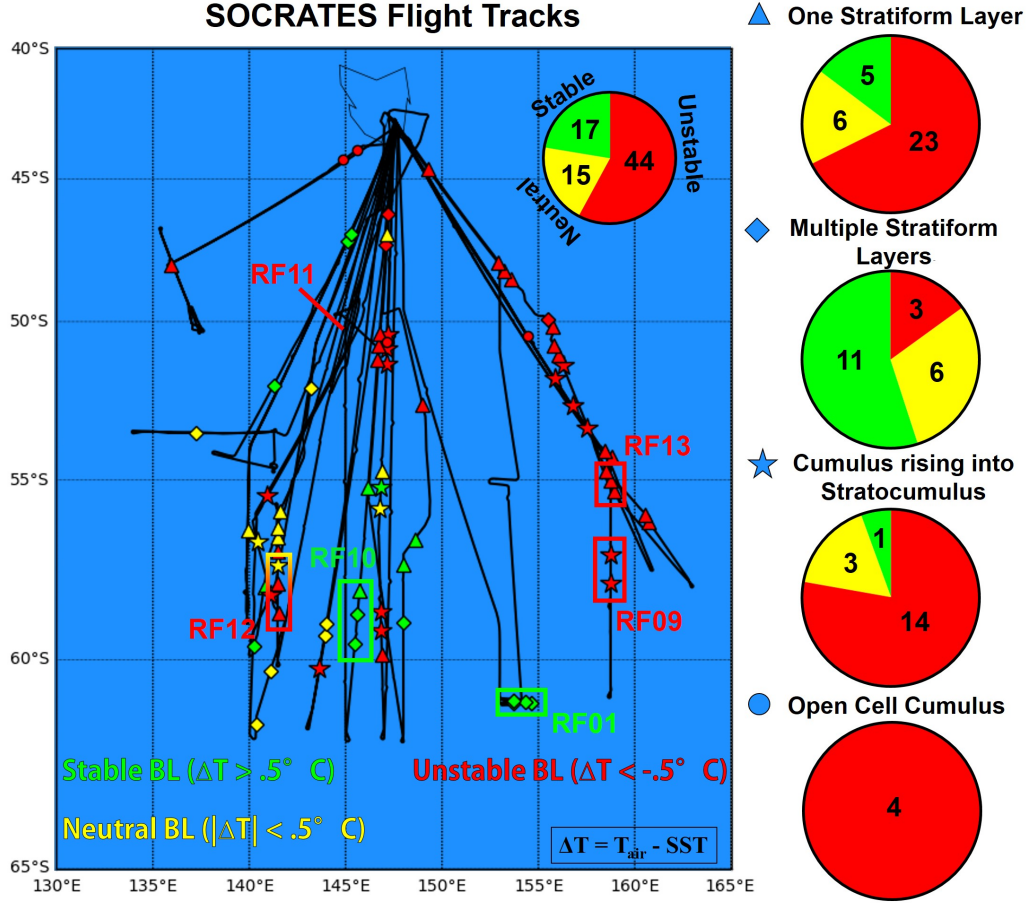 SOCRATES Flight Tracks
40°S
45°S
50°S
55°S
60°S
65°S
130°E
135°E
140°E
145°E
150°E
155°E
160°E
165°E
Stable
17
Unstable
44
Neutral
15
RF11
RF13
RF10
RF12
RF09
RF01
Stable BL (ΔT > .5° C)
Unstable BL (ΔT < -.5° C)
Neutral BL (|ΔT| < .5° C)
ΔT = Tair - SST
One Stratiform Layer
5
6
23
Multiple Stratiform
Layers
3
11
6
Cumulus rising into
Stratocumulus
1
3
14
Open Cell Cumulus
4